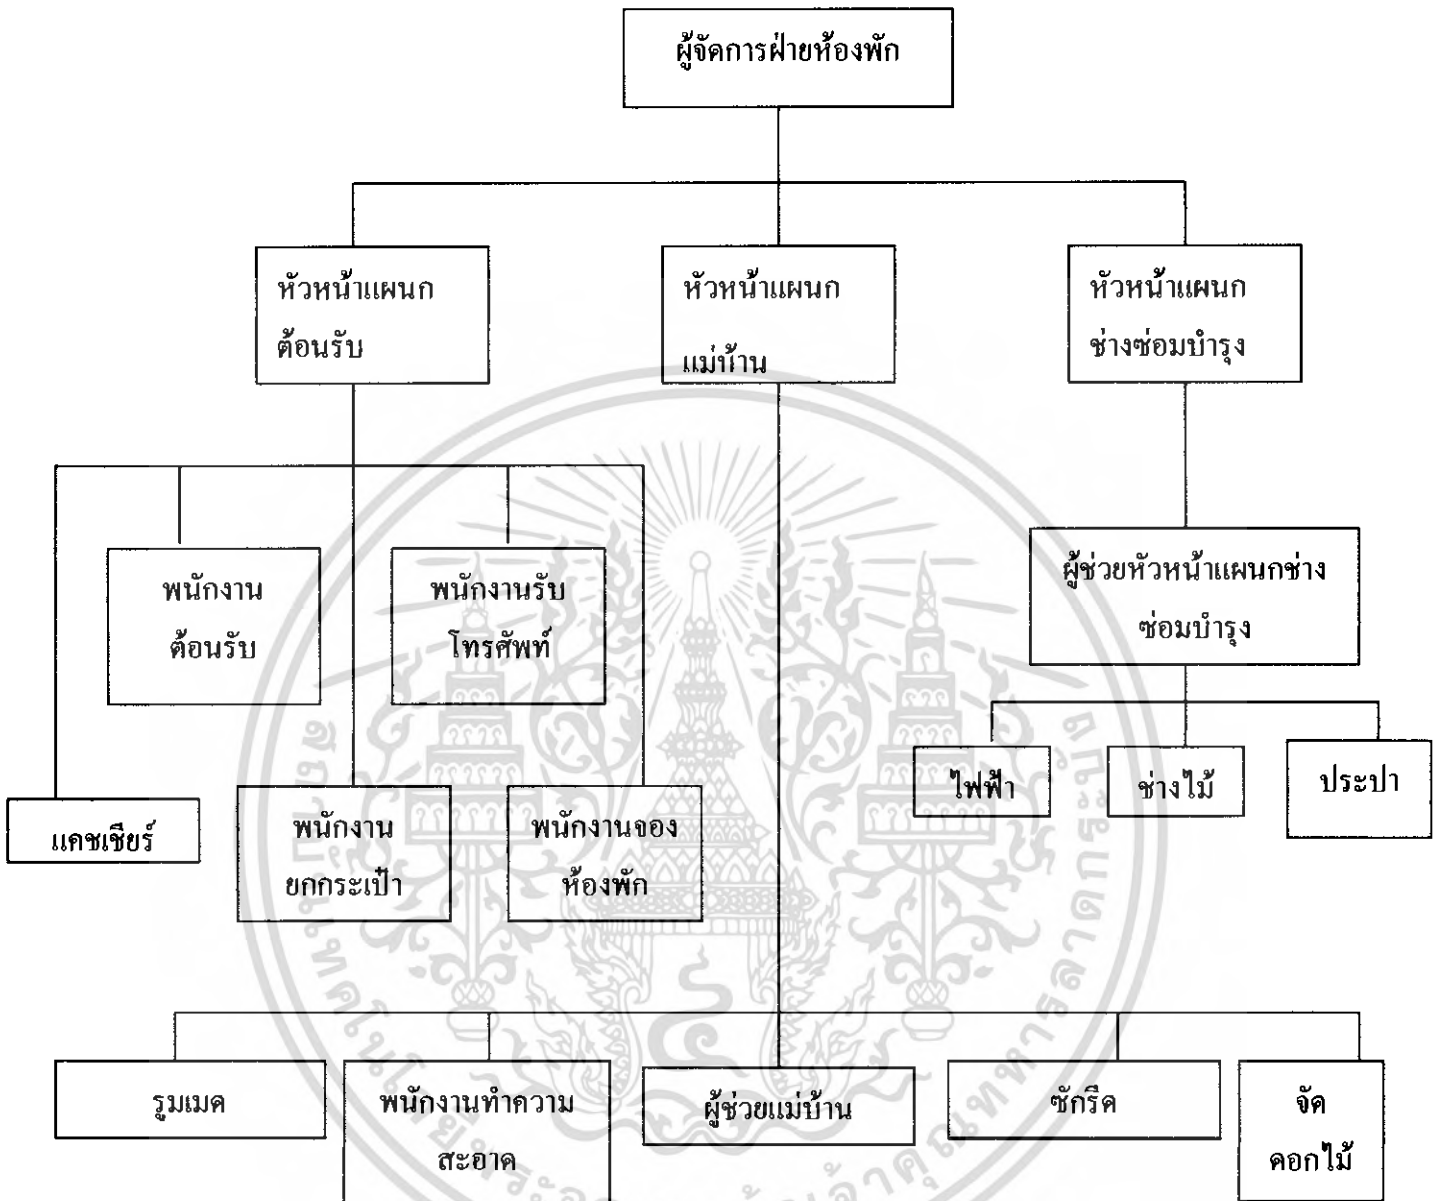 ผู้จัดการฝ่ายห้องพัก
หัวหน้าแผนก
ต้อนรับ
หัวหน้าแผนก
แม่บ้าน
หัวหน้าแผนก
ช่างซ่อมบำรุง
พนักงาน
ต้อนรับ
พนักงานรับ
โทรศัพท์
ผู้ช่วยหัวหน้าแผนกช่าง
ซ่อมบำรุง
แคชเชียร์
พนักงาน
ยกกระเป๋า
พนักงานจอง
ห้องพัก
ไฟฟ้า
ช่างไม้
ประปา
รูมเมด
พนักงานทำความ
สะอาด
ผู้ช่วยแม่บ้าน
ซักรีด
จัด
ดอกไม้